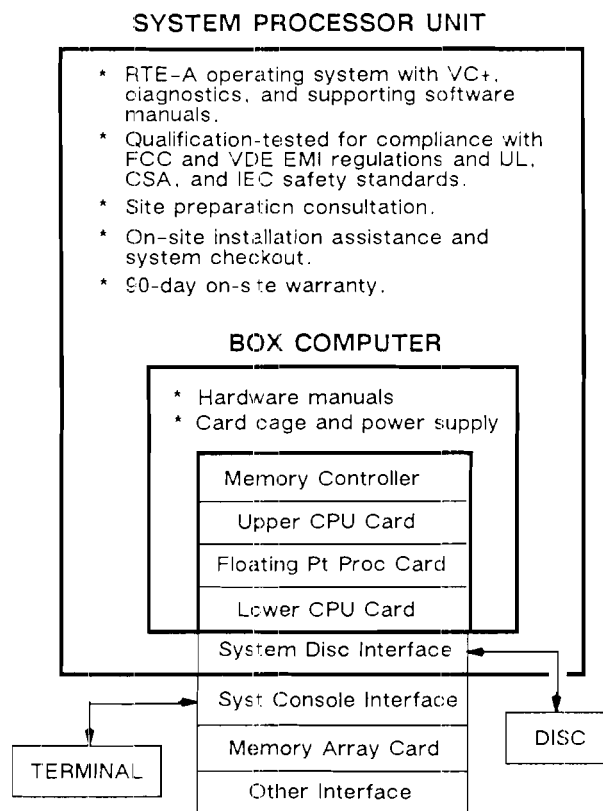 SYSTEM PROCESSOR UNIT
* RTE-A operating system with VC+,
diagnostics, and supporting software
manuals.
* Qualification-tested for compliance with
FCC and VDE EMI regulations and UL,
CSA, and IEC safety standards.
* Site preparation consultation.
* On-site installation assistance and
system checkout.
* 90-day on-site warranty.
BOX COMPUTER
* Hardware manuals
* Card cage and power supply
Memory Controller
Upper CPU Card
Floating Pt Proc Card
Lower CPU Card
System Disc Interface
Syst Console Interface
DISC
Memory Array Card
TERMINAL
Other Interface